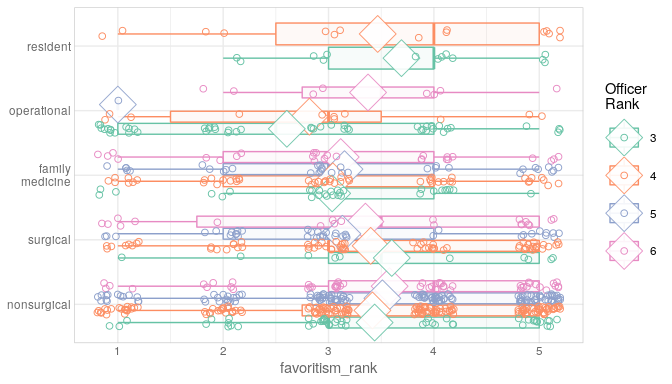 resident
operational
family
medicine
surgical
nonsurgical
1 2 3 4 5
favoritism_rank
Officer
Rank
3
4
5
6